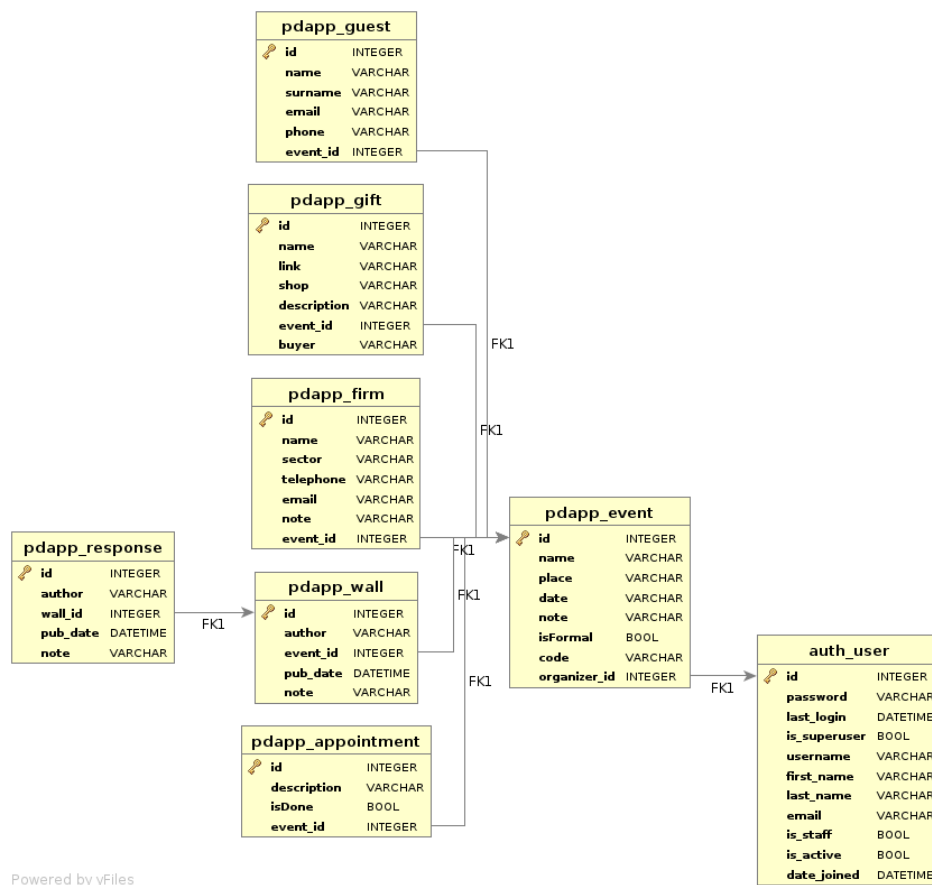 pdapp_guest
id INTEGER
name VARCHAR
surname VARCHAR
email VARCHAR
phone VARCHAR
event_id INTEGER
pdapp_gift
id INTEGER
name VARCHAR
link VARCHAR
shop VARCHAR
description VARCHAR
event_id INTEGER
buyer VARCHAR
FK1
FK1
pdapp_firm
id INTEGER
name VARCHAR
sector VARCHAR
telephone VARCHAR
email VARCHAR
note VARCHAR
event_id INTEGER
FK1
pdapp_response
id INTEGER
author VARCHAR
wall_id INTEGER
pub_date DATETIME
note VARCHAR
FK1
pdapp_wall
id INTEGER
author VARCHAR
event_id INTEGER
pub_date DATETIME
note VARCHAR
FK1
FK1
pdapp_appointment
id INTEGER
description VARCHAR
isDone BOOL
event_id INTEGER
pdapp_event
id INTEGER
name VARCHAR
place VARCHAR
date VARCHAR
note VARCHAR
isFormal BOOL
code VARCHAR
organizer_id INTEGER
FK1
auth_user
id INTEGER
password VARCHAR
last_login DATETIME
is_superuser BOOL
username VARCHAR
first_name VARCHAR
last_name VARCHAR
email VARCHAR
is_staff BOOL
is_active BOOL
date_joined DATETIME
Powered by yFiles